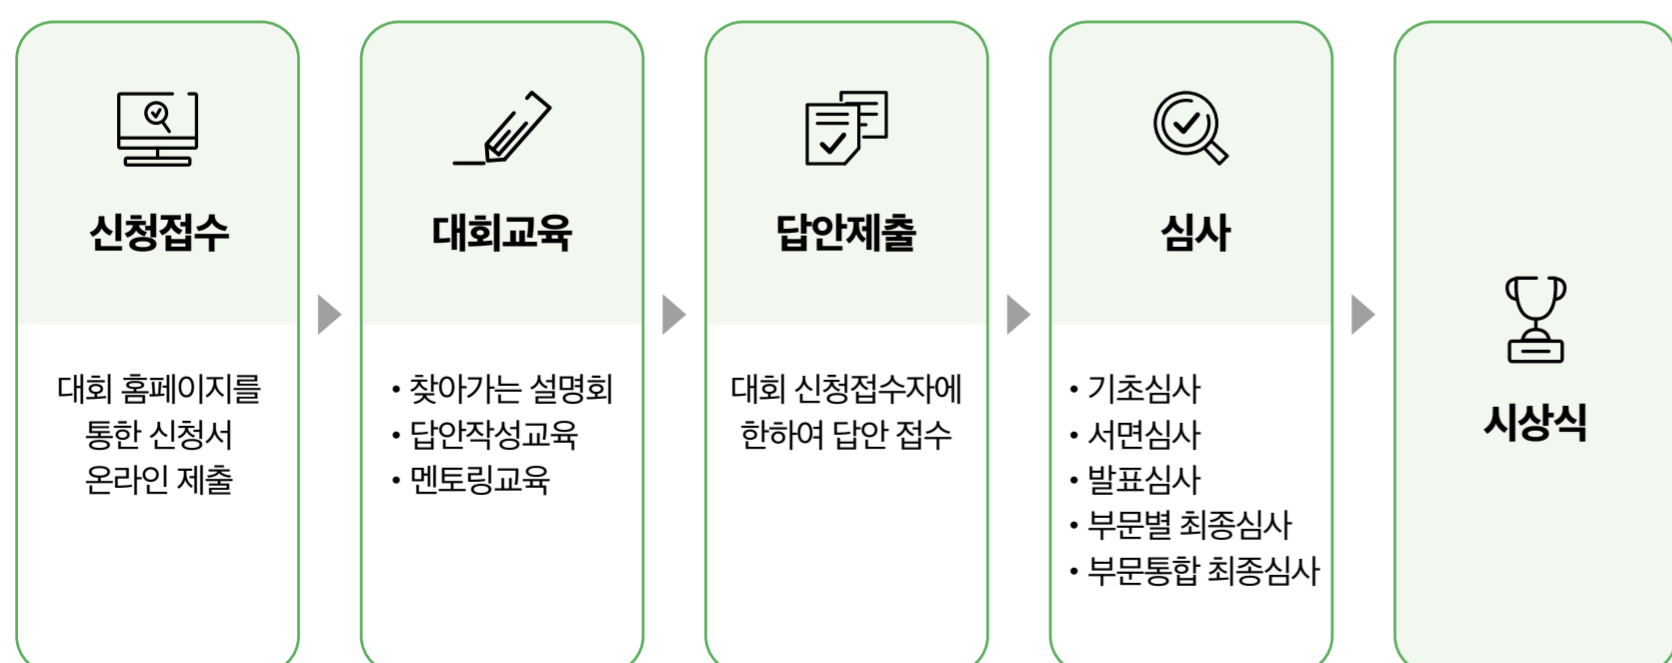 신청접수
대회 홈페이지를
통한 신청서
온라인 제출
대회교육
• 찾아가는 설명회
• 답안작성교육
• 멘토링교육
답안제출
대회 신청접수자에
한하여 답안 접수
심사
• 기초심사
• 서면심사
• 발표심사
• 부문별 최종심사
• 부문통합 최종심사
시상식